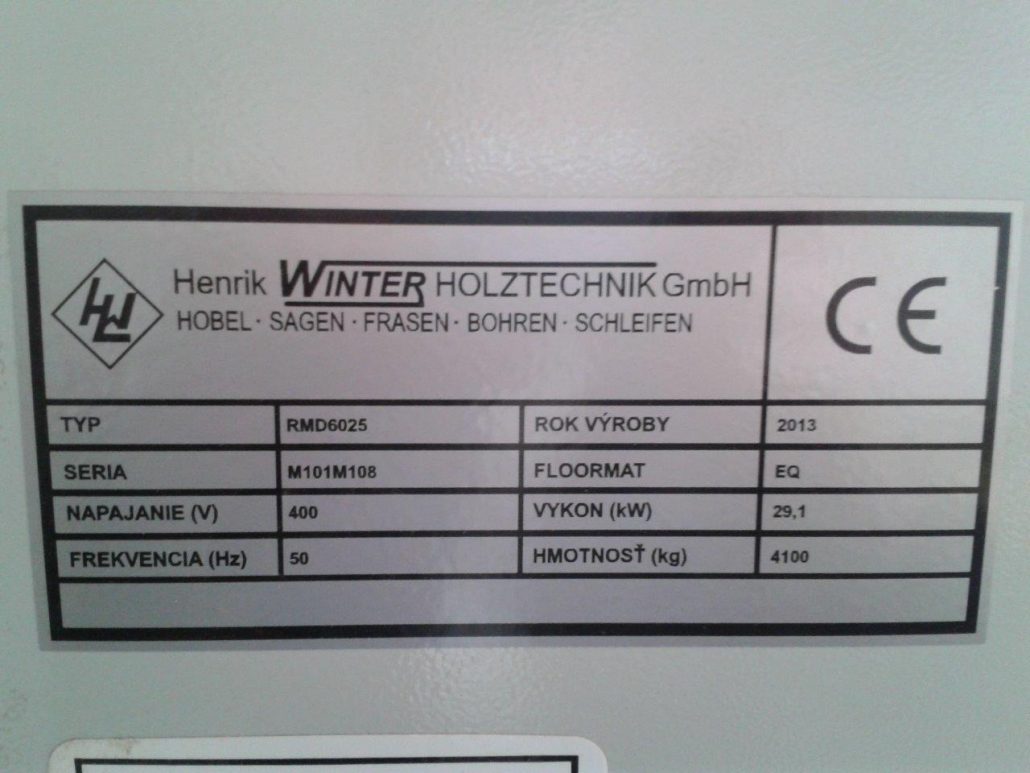 HW
Henrik WINTER HOLZTECHNIK GmbH
HOBEL · SAGEN · FRASEN · BOHREN · SCHLEIFEN
CE
TYP RMD6025 ROK VÝROBY 2013
SERIA M101M108 FLOORMAT EQ
NAPAJANIE (V) 400 VYKON (kW) 29,1
FREKVENCIA (Hz) 50 HMOTNOSŤ (kg) 4100